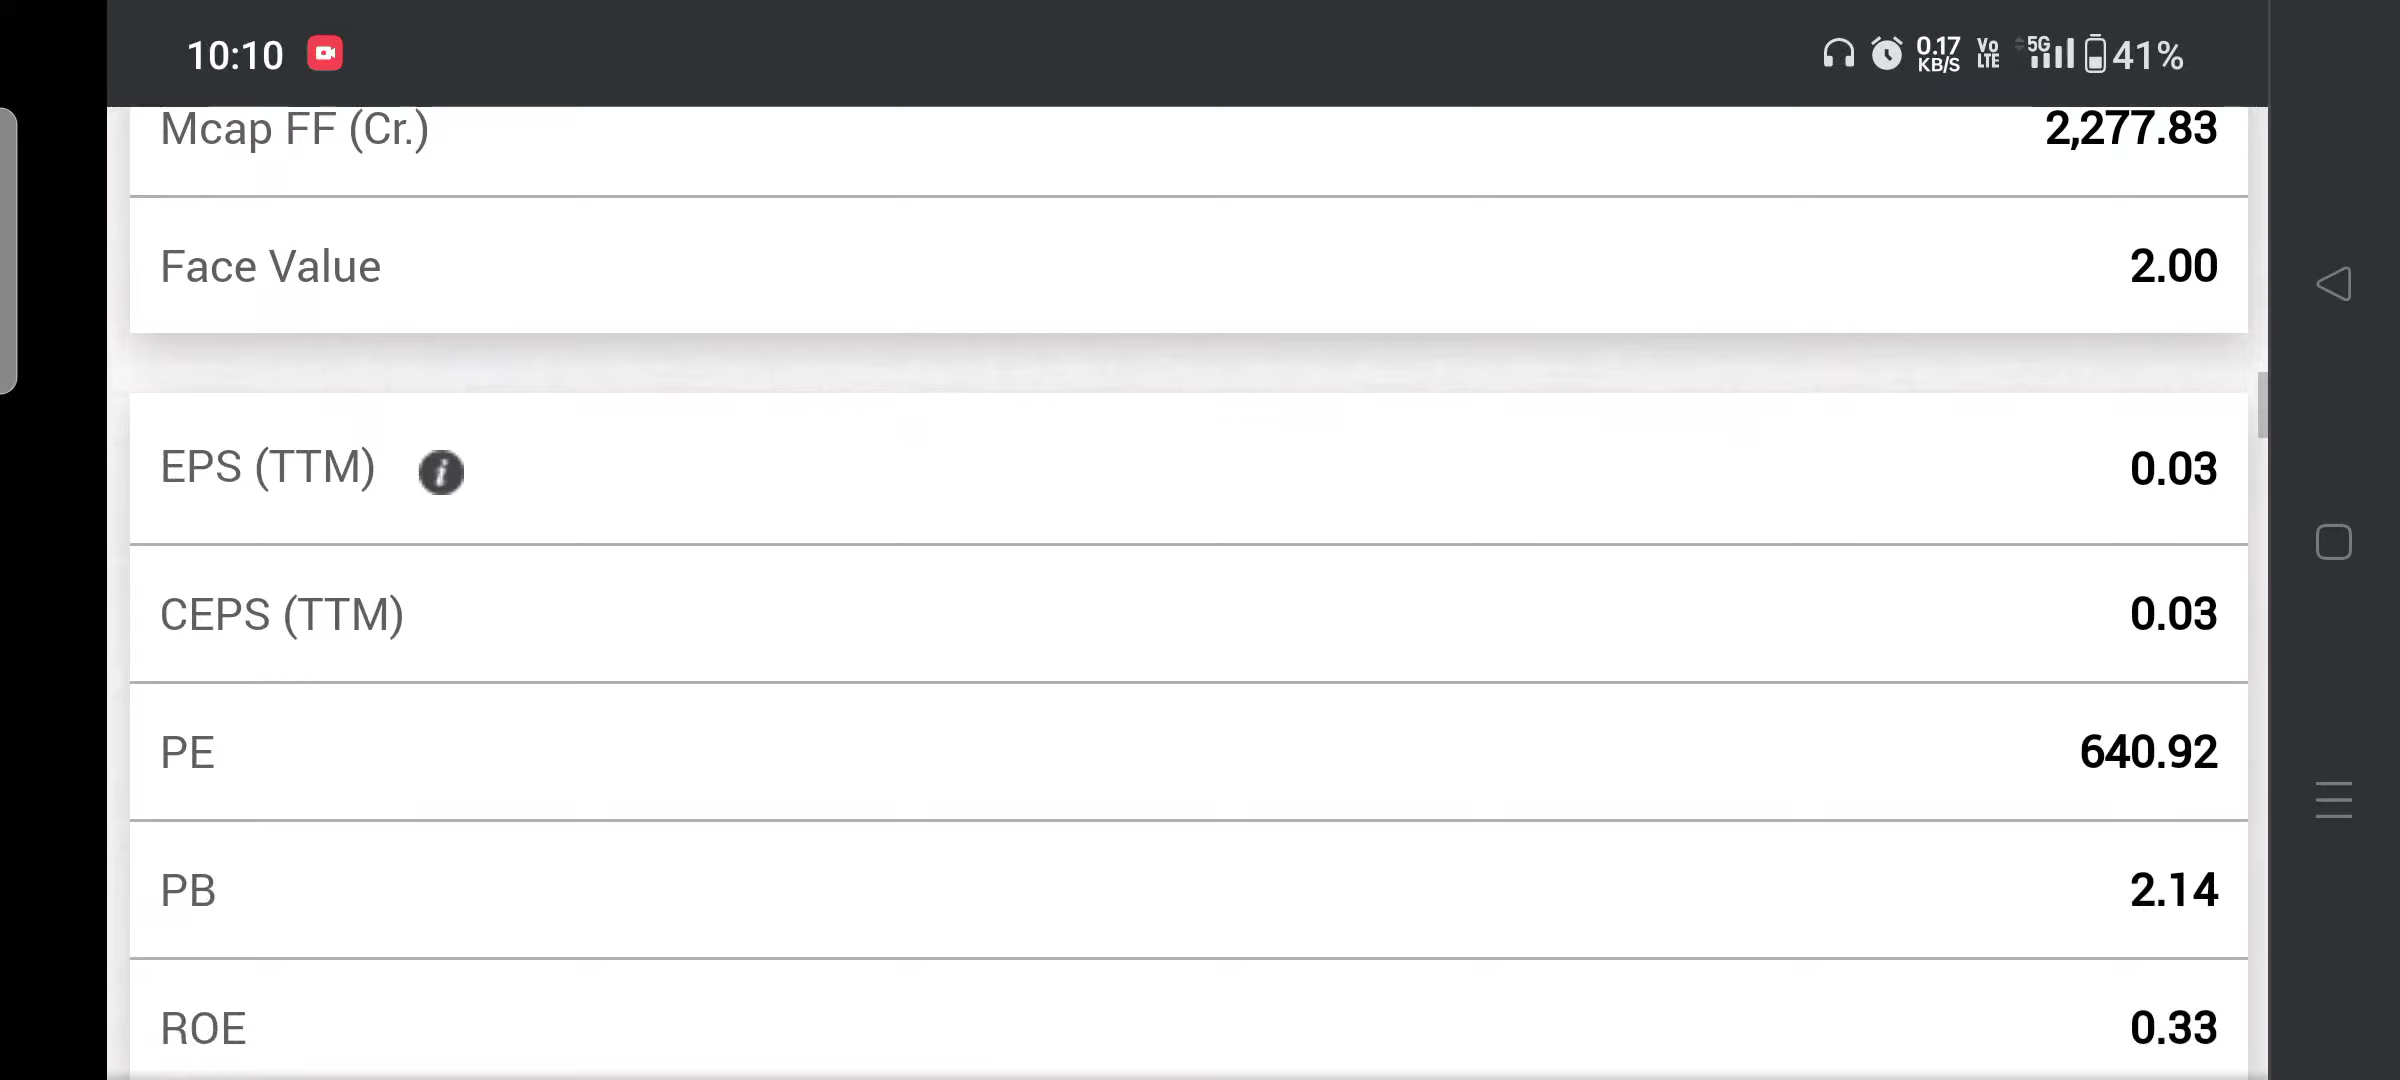 10:10 0.17 KB/S Vo LTE 5G 41%
Mcap FF (Cr.) 2,277.83
Face Value 2.00
EPS (TTM) i 0.03
CEPS (TTM) 0.03
PE 640.92
PB 2.14
ROE 0.33